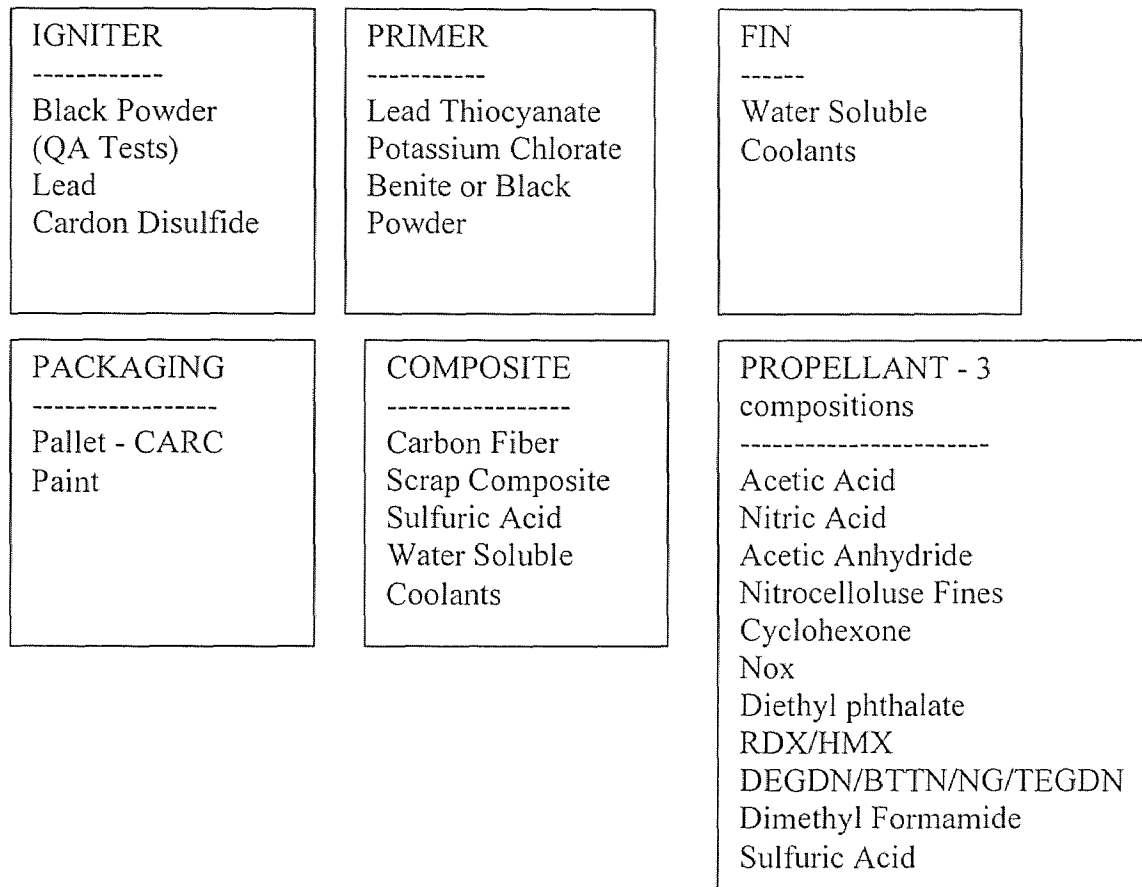 IGNITER
------------
Black Powder
(QA Tests)
Lead
Cardon Disulfide
PRIMER
-----------
Lead Thiocyanate
Potassium Chlorate
Benite or Black
Powder
FIN
------
Water Soluble
Coolants
PACKAGING
-----------------
Pallet - CARC
Paint
COMPOSITE
-----------------
Carbon Fiber
Scrap Composite
Sulfuric Acid
Water Soluble
Coolants
PROPELLANT - 3
compositions
-----------------------
Acetic Acid
Nitric Acid
Acetic Anhydride
Nitrocelloluse Fines
Cyclohexone
Nox
Diethyl phthalate
RDX/HMX
DEGDN/BTTN/NG/TEGDN
Dimethyl Formamide
Sulfuric Acid